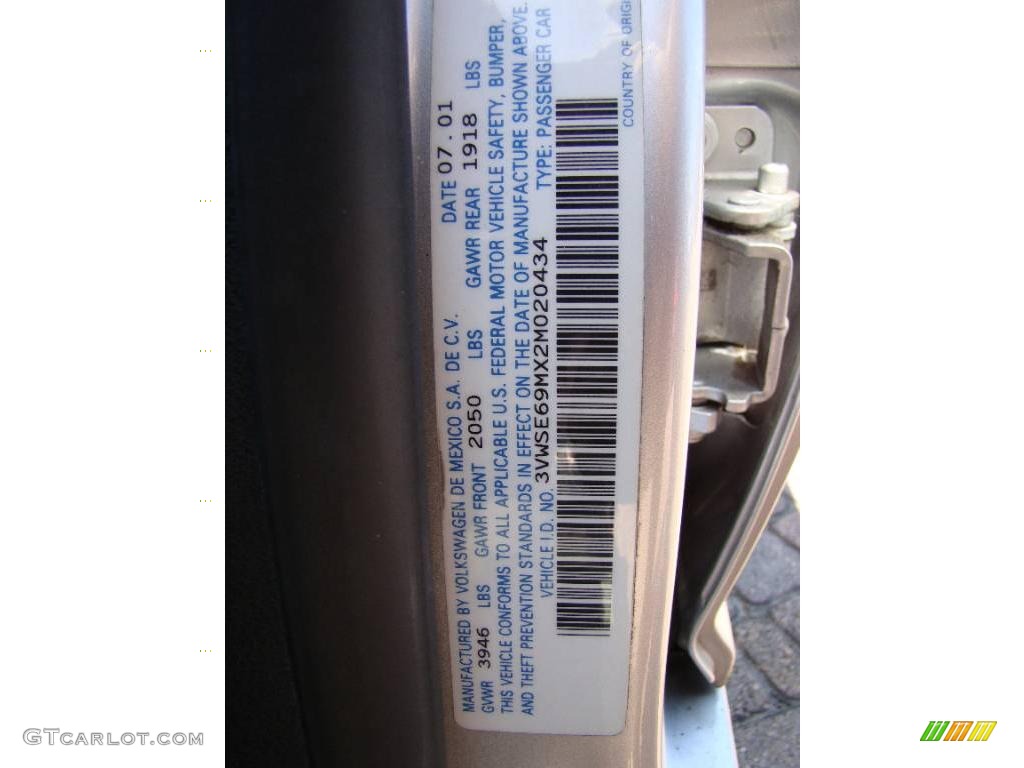 MANUFACTURED BY VOLKSWAGEN DE MEXICO S.A. DE C.V. DATE 07.01
GVWR 3946 LBS GAWR FRONT 2050 LBS GAWR REAR 1918 LBS
THIS VEHICLE CONFORMS TO ALL APPLICABLE U.S. FEDERAL MOTOR VEHICLE SAFETY, BUMPER,
AND THEFT PREVENTION STANDARDS IN EFFECT ON THE DATE OF MANUFACTURE SHOWN ABOVE.
VEHICLE I.D. NO. 3VWSE69MX2M020434 TYPE: PASSENGER CAR
COUNTRY OF ORIGI
GTCARLOT.COM